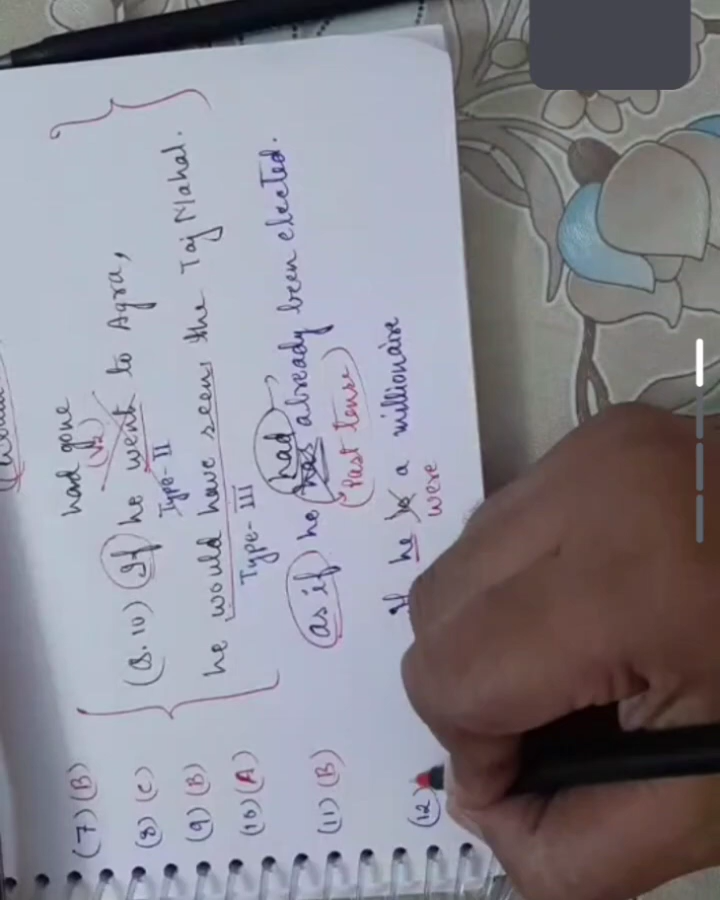 had gone
(V2)
(Q.10) If he went to Agra,
Type-II
he would have seen the Taj Mahal.
Type-III
had
as if he has already been elected.
(Past tense)
If he is a millionaire
were
(7) (B)
(8) (C)
(9) (B)
(10) (A)
(11) (B)
(12)